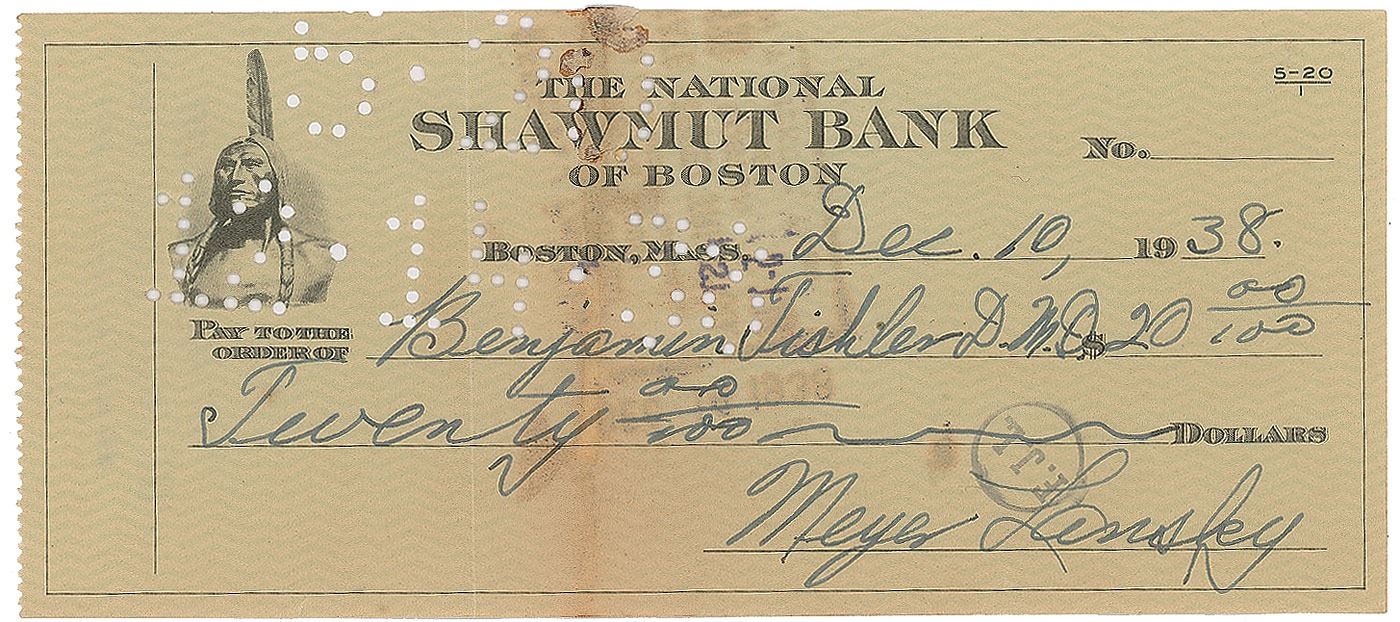 THE NATIONAL
SHAWMUT BANK
OF BOSTON
5-20
1
No.
BOSTON, MASS. Dec. 10, 1938.
PAY TO THE ORDER OF Benjamin Tishler D.M.D. $ 20 00/100
Twenty 00/100 DOLLARS
E.J.L.
Meyer Lansky